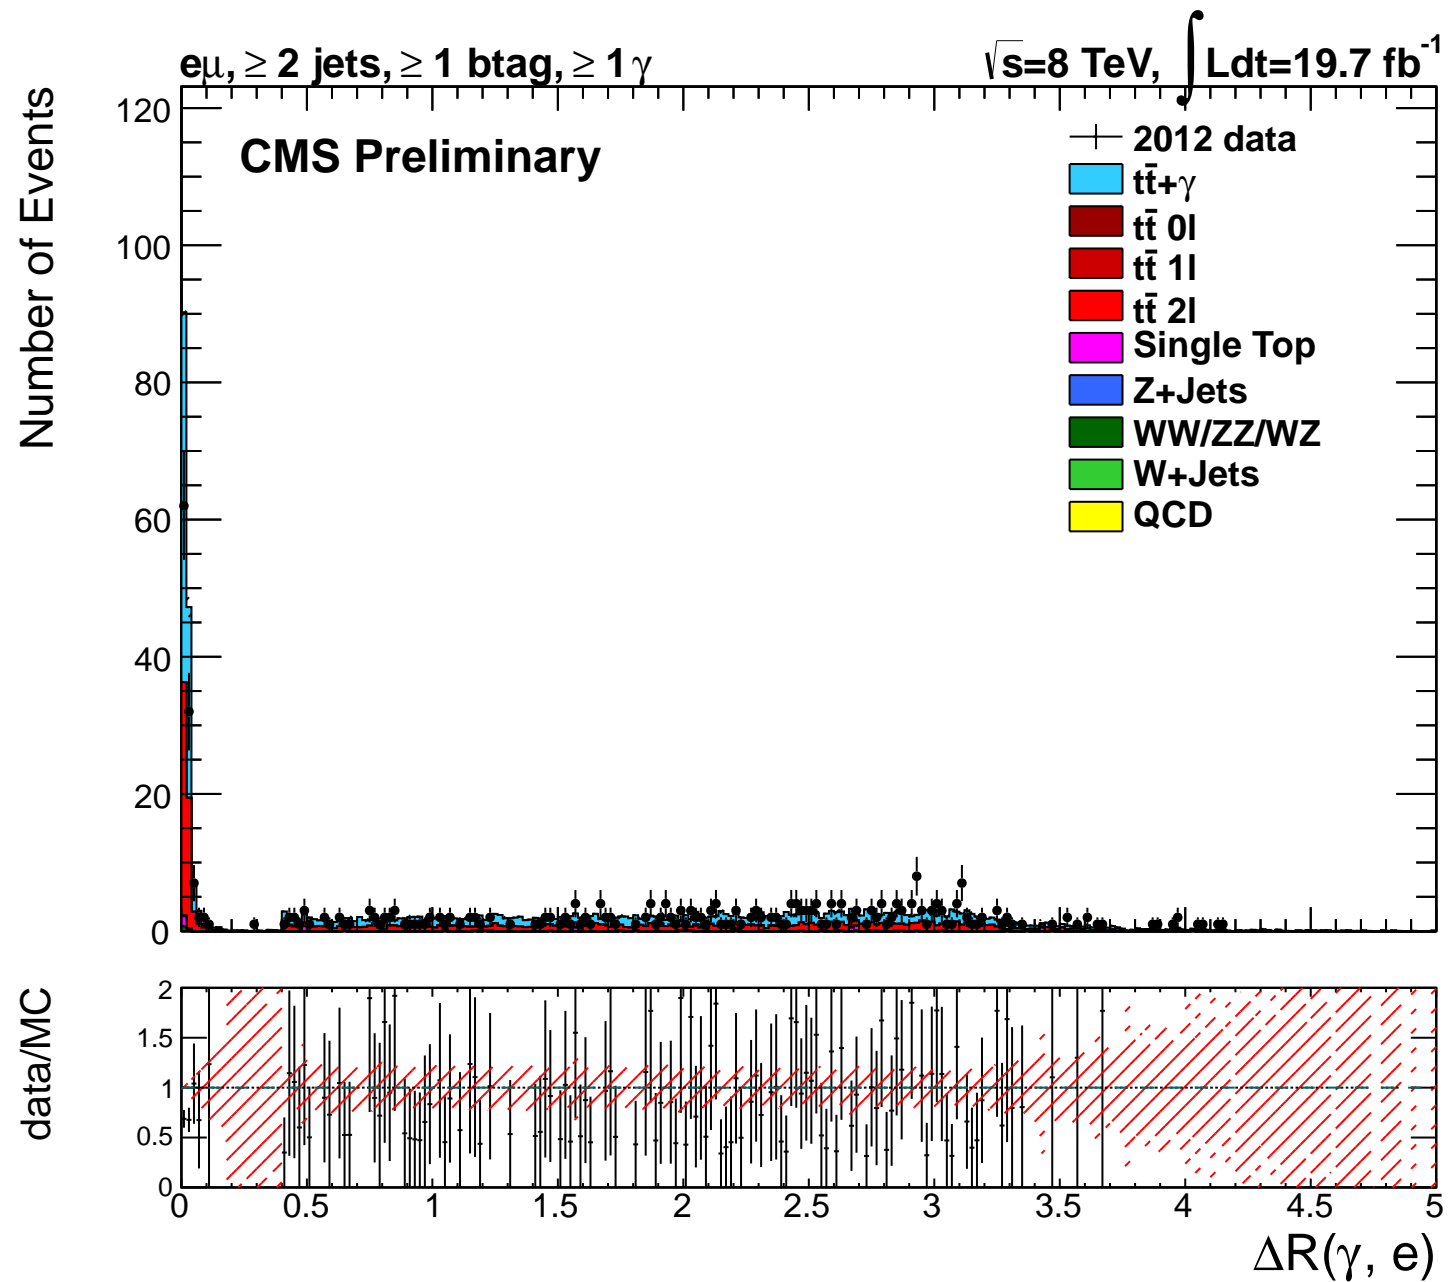 eμ, ≥ 2 jets, ≥ 1 btag, ≥ 1 γ
√s=8 TeV, ∫ Ldt=19.7 fb⁻¹
CMS Preliminary
Number of Events
120
100
80
60
40
20
0
2012 data
tt̄+γ
tt̄ 0l
tt̄ 1l
tt̄ 2l
Single Top
Z+Jets
WW/ZZ/WZ
W+Jets
QCD
data/MC
2
1.5
1
0.5
0
0 0.5 1 1.5 2 2.5 3 3.5 4 4.5 5
ΔR(γ, e)